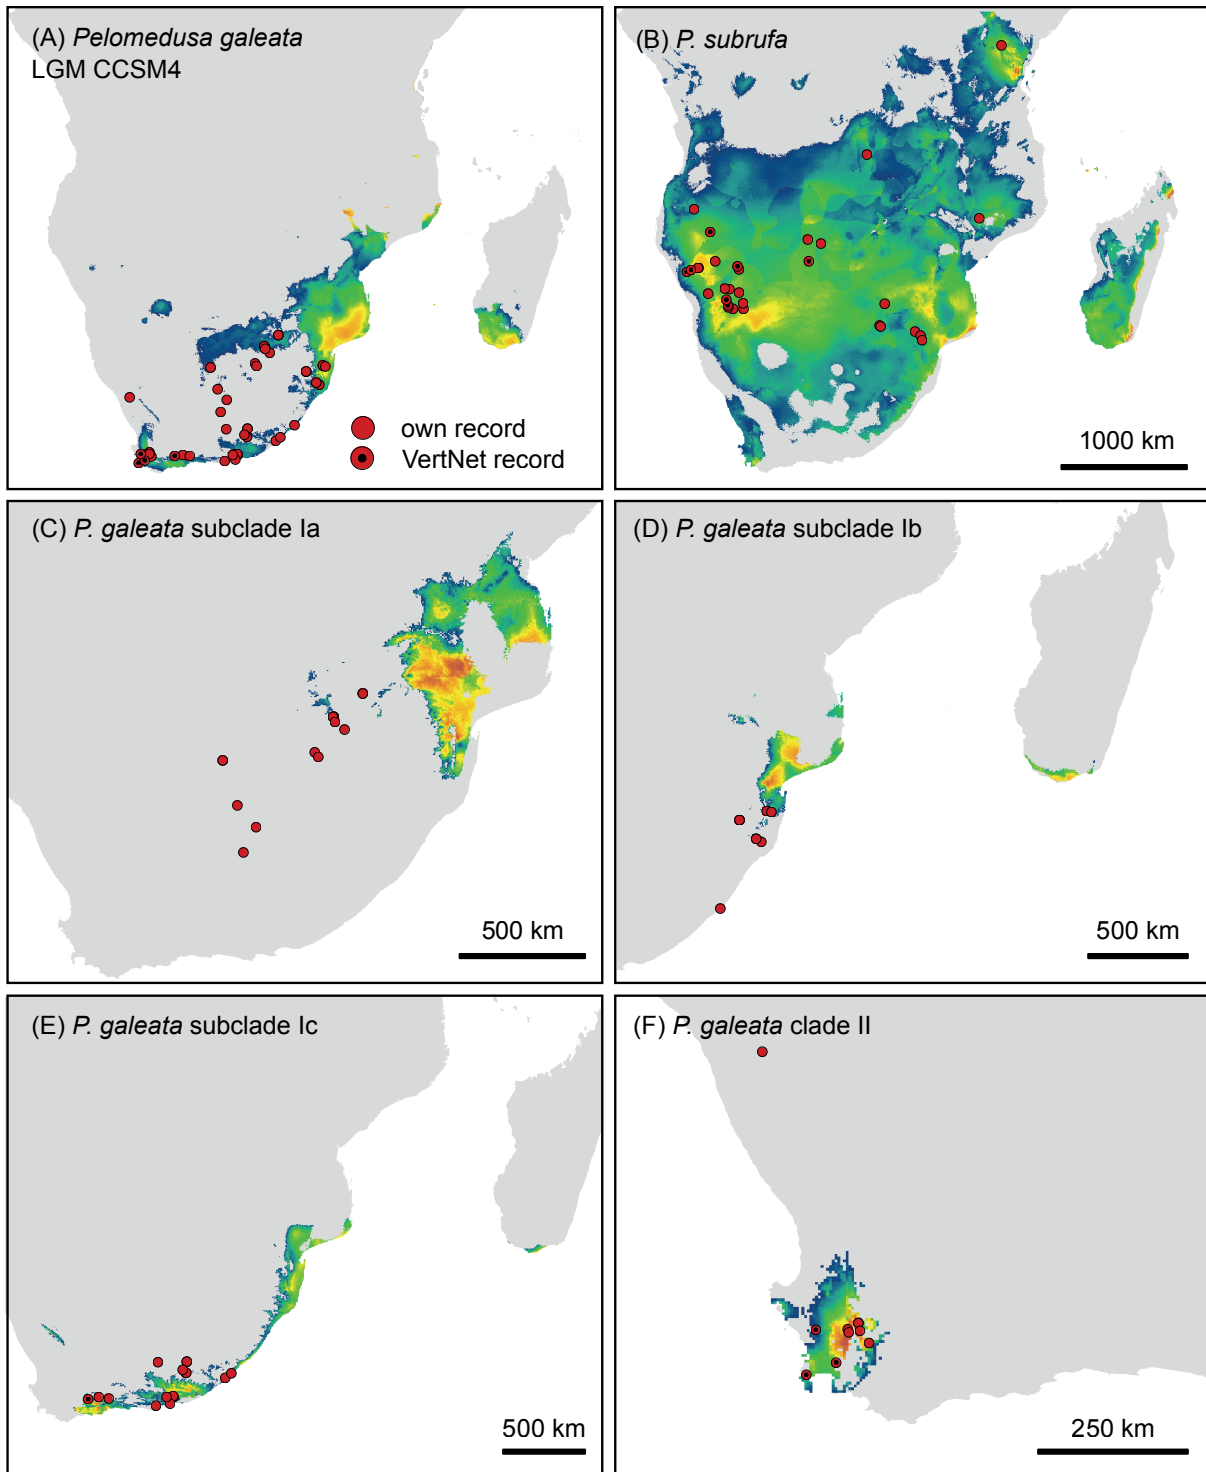 (A) Pelomedusa galeata
LGM CCSM4
own record
VertNet record
(B) P. subrufa
1000 km
(C) P. galeata subclade Ia
500 km
(D) P. galeata subclade Ib
500 km
(E) P. galeata subclade Ic
500 km
(F) P. galeata clade II
250 km